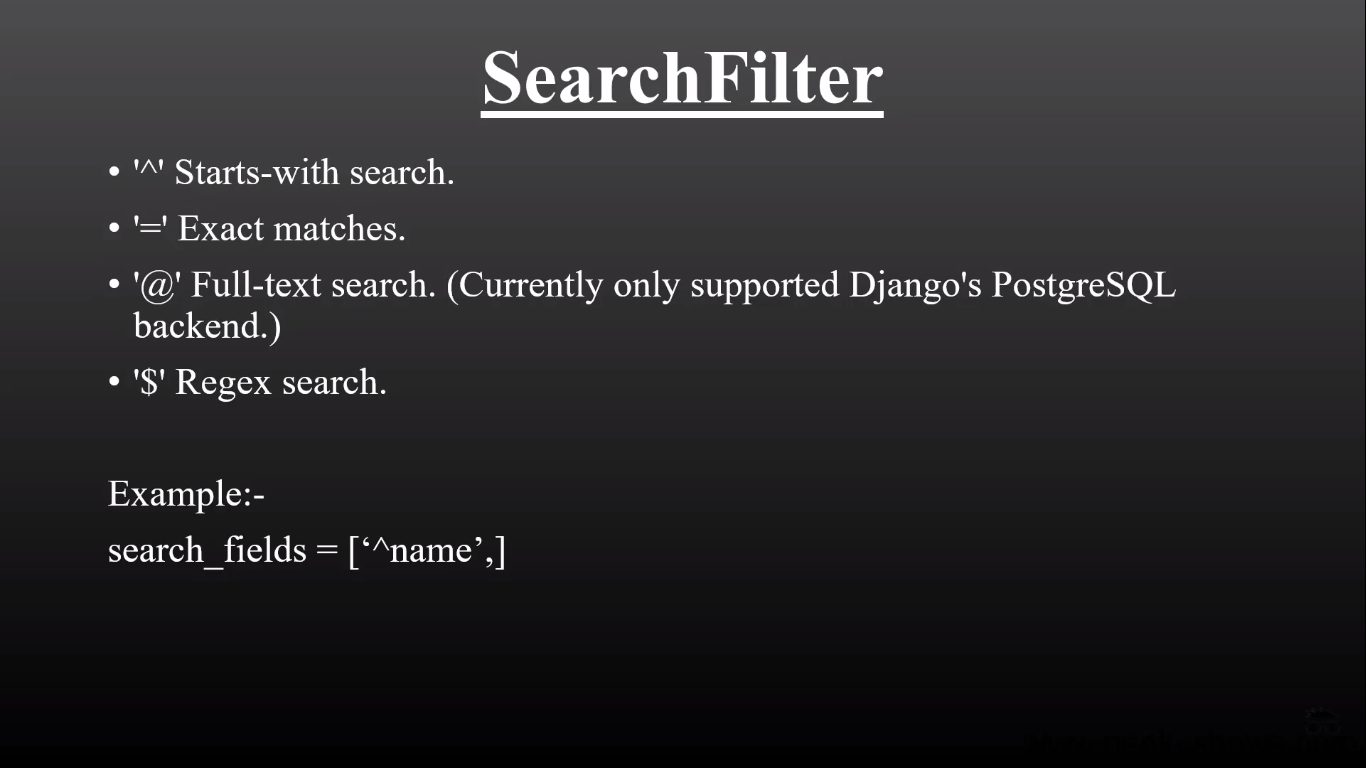 SearchFilter
• '^' Starts-with search.
• '=' Exact matches.
• '@' Full-text search. (Currently only supported Django's PostgreSQL
backend.)
• '$' Regex search.
Example:-
search_fields = [‘^name’,]